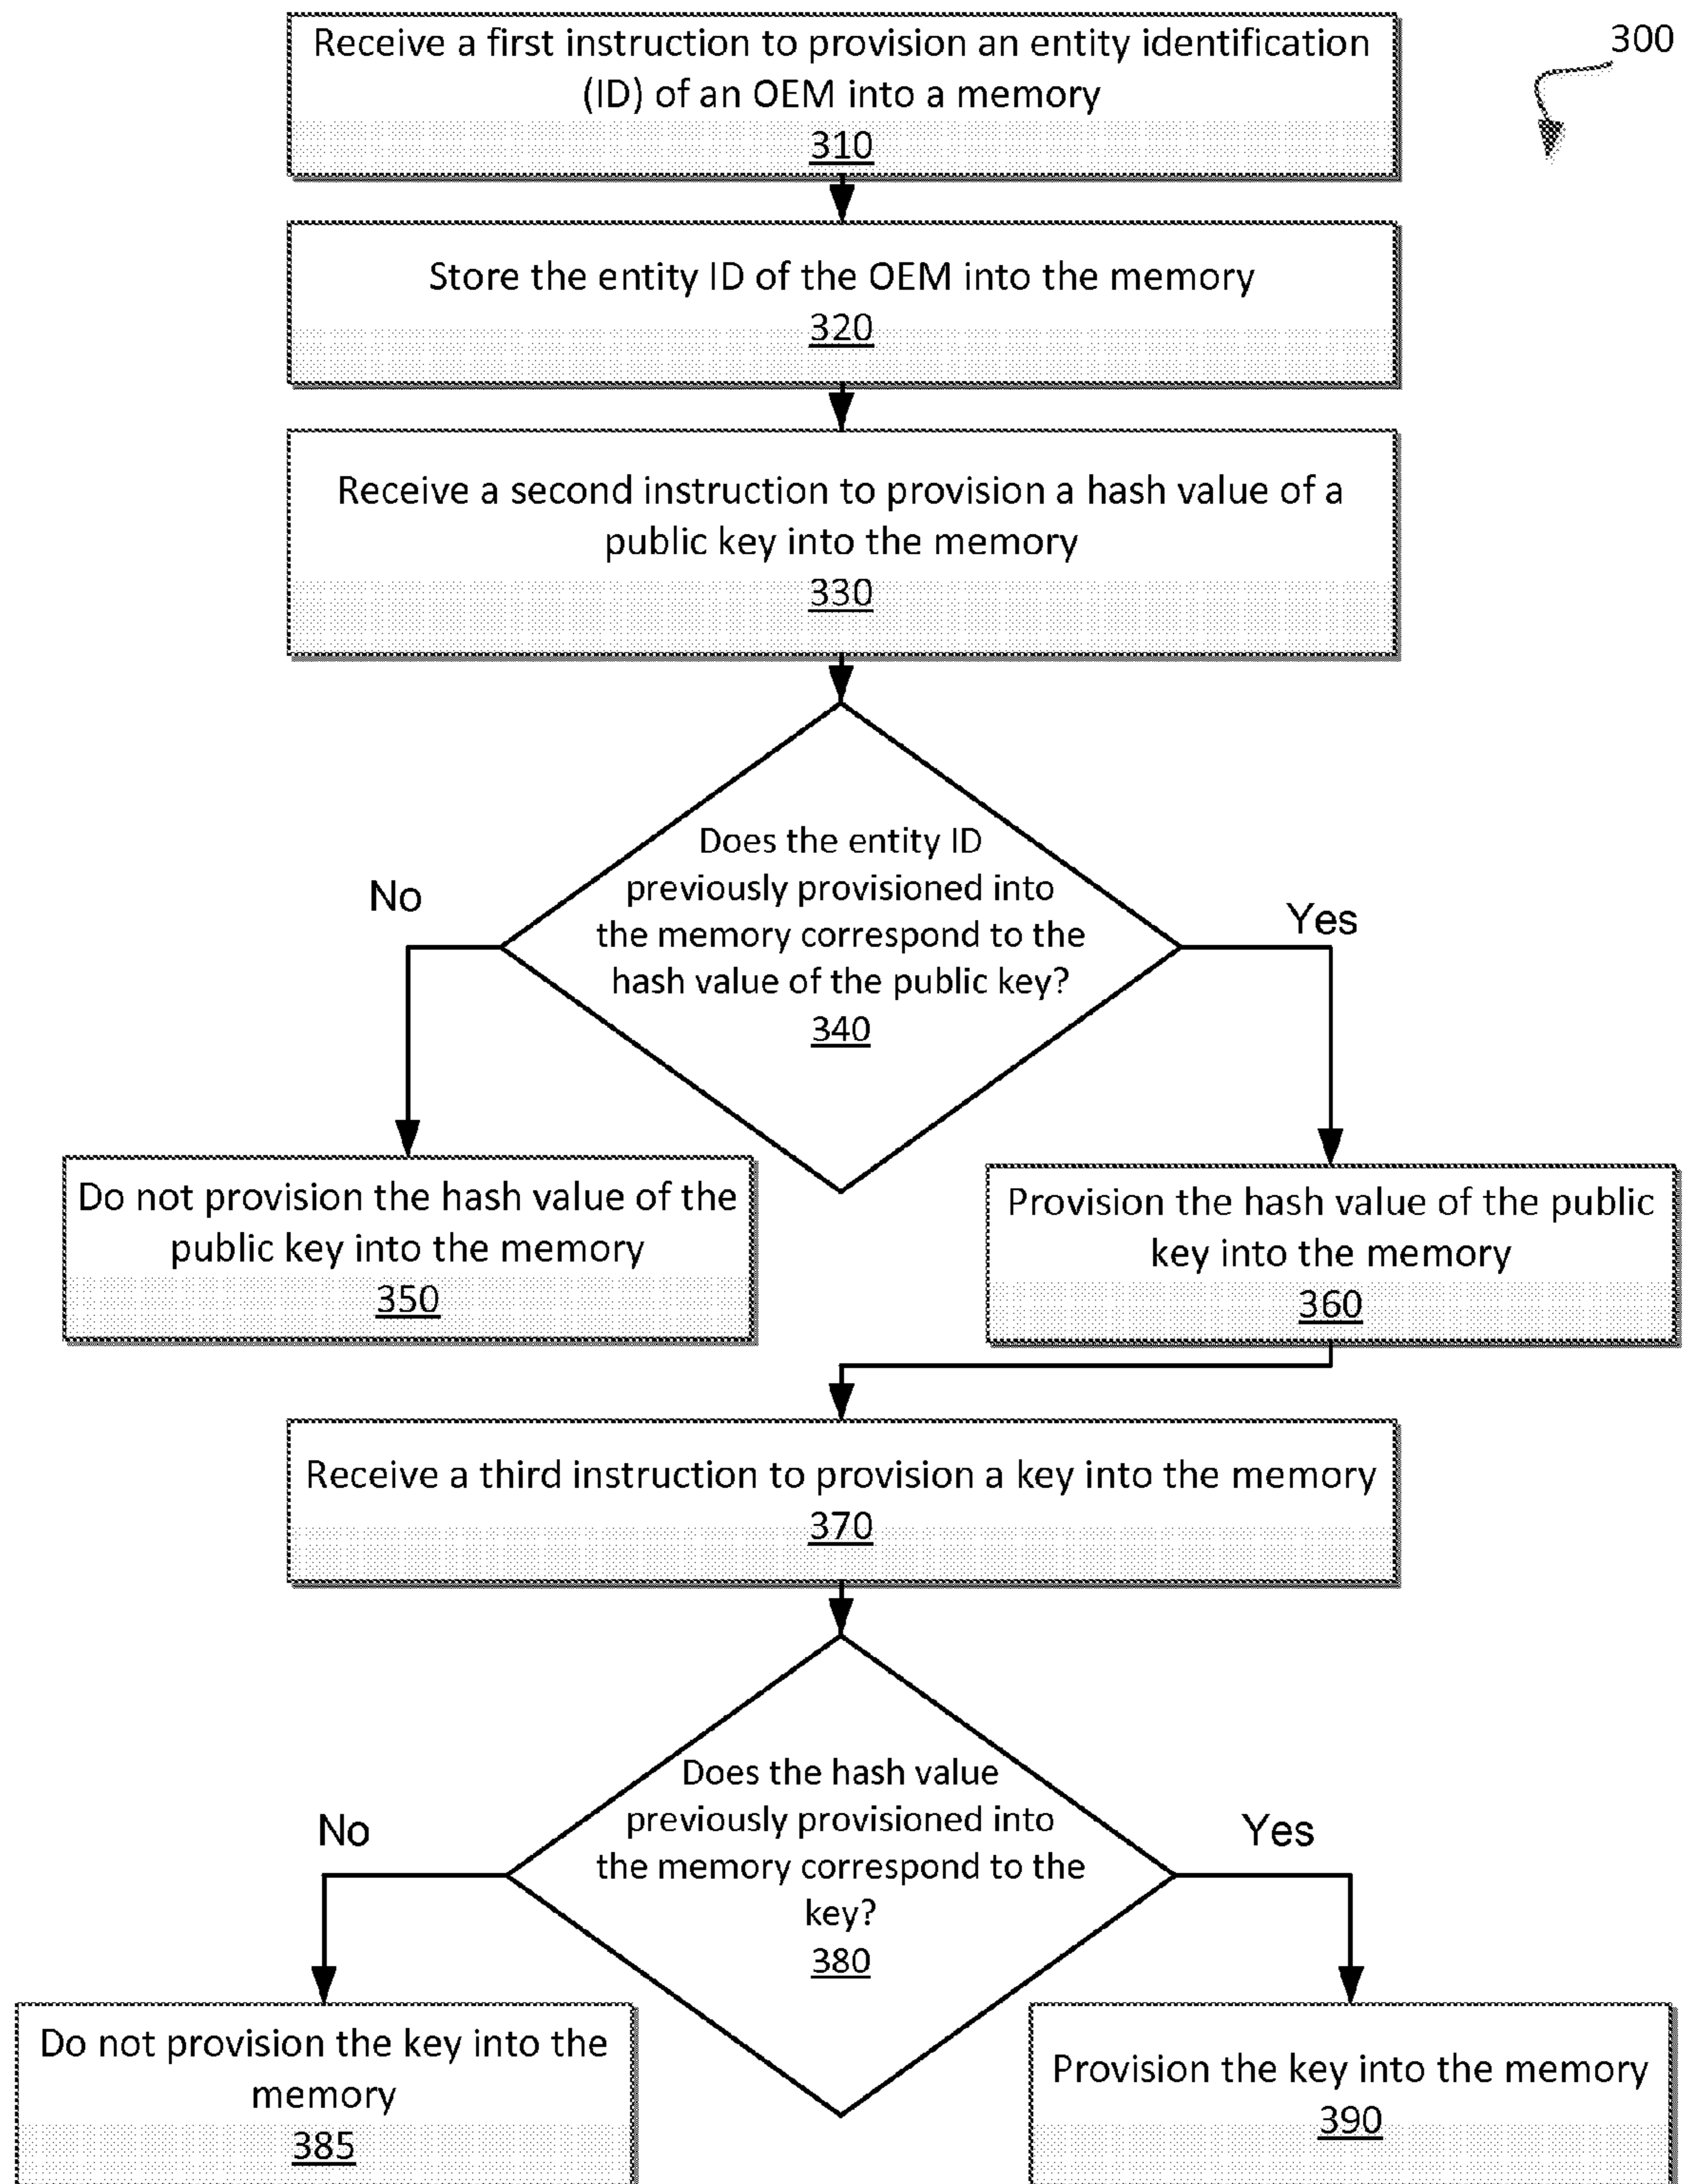 300
Receive a first instruction to provision an entity identification
(ID) of an OEM into a memory
310
Store the entity ID of the OEM into the memory
320
Receive a second instruction to provision a hash value of a
public key into the memory
330
Does the entity ID
previously provisioned into
the memory correspond to the
hash value of the public key?
340
No
Yes
Do not provision the hash value of the
public key into the memory
350
Provision the hash value of the public
key into the memory
360
Receive a third instruction to provision a key into the memory
370
Does the hash value
previously provisioned into
the memory correspond to the
key?
380
No
Yes
Do not provision the key into the
memory
385
Provision the key into the memory
390